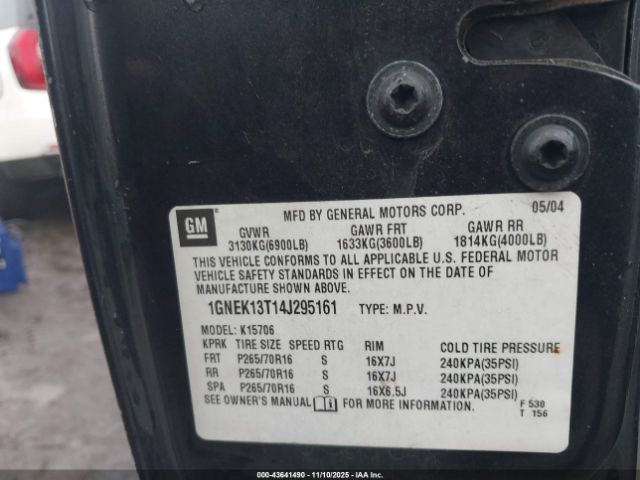 GM
MFD BY GENERAL MOTORS CORP. 05/04
GVWR GAWR FRT GAWR RR
3130KG(6900LB) 1633KG(3600LB) 1814KG(4000LB)
THIS VEHICLE CONFORMS TO ALL APPLICABLE U.S. FEDERAL MOTOR
VEHICLE SAFETY STANDARDS IN EFFECT ON THE DATE OF
MANUFACTURE SHOWN ABOVE.
1GNEK13T14J295161 TYPE: M.P.V.
MODEL: K15706
KPRK TIRE SIZE SPEED RTG RIM COLD TIRE PRESSURE
FRT P265/70R16 S 16X7J 240KPA(35PSI)
RR P265/70R16 S 16X7J 240KPA(35PSI)
SPA P265/70R16 S 16X6.5J 240KPA(35PSI)
SEE OWNER'S MANUAL FOR MORE INFORMATION. F 530
T 156
000-43641490 - 11/10/2025 - IAA Inc.